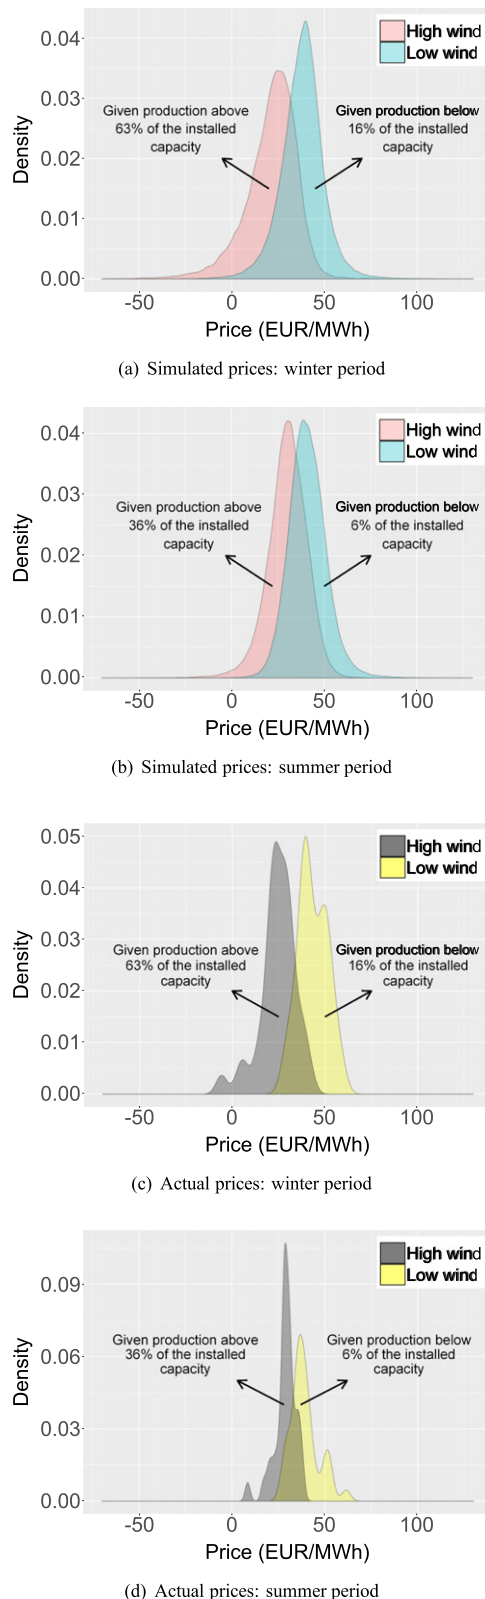 High wind
Low wind
0.04
0.03
0.02
0.01
0.00
Density
Given production above
63% of the installed
capacity
Given production below
16% of the installed
capacity
-50
0
50
100
Price (EUR/MWh)
(a) Simulated prices: winter period
High wind
Low wind
0.04
0.03
0.02
0.01
0.00
Density
Given production above
36% of the installed
capacity
Given production below
6% of the installed
capacity
-50
0
50
100
Price (EUR/MWh)
(b) Simulated prices: summer period
High wind
Low wind
0.05
0.04
0.03
0.02
0.01
0.00
Density
Given production above
63% of the installed
capacity
Given production below
16% of the installed
capacity
-50
0
50
100
Price (EUR/MWh)
(c) Actual prices: winter period
High wind
Low wind
0.09
0.06
0.03
0.00
Density
Given production above
36% of the installed
capacity
Given production below
6% of the installed
capacity
-50
0
50
100
Price (EUR/MWh)
(d) Actual prices: summer period